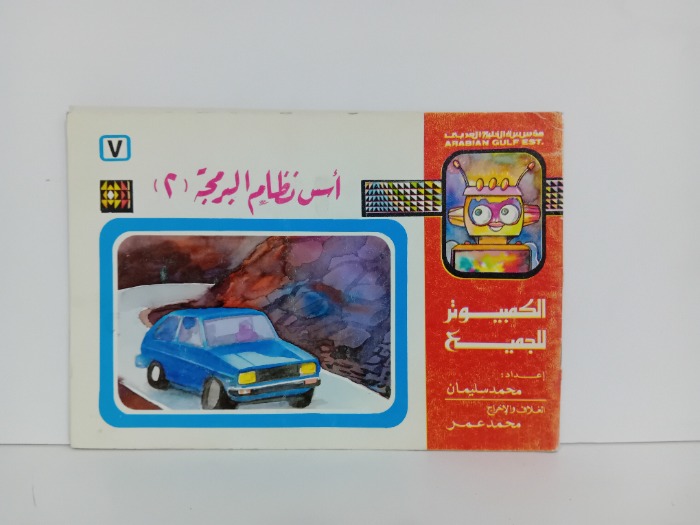 مؤسسة الخليج العربي
ARABIAN GULF EST.
٧
أسس نظام البرمجة (٢)
الكمبيوتر
للجميع
إعداد:
محمد سليمان
الغلاف والإخراج
محمد عمر